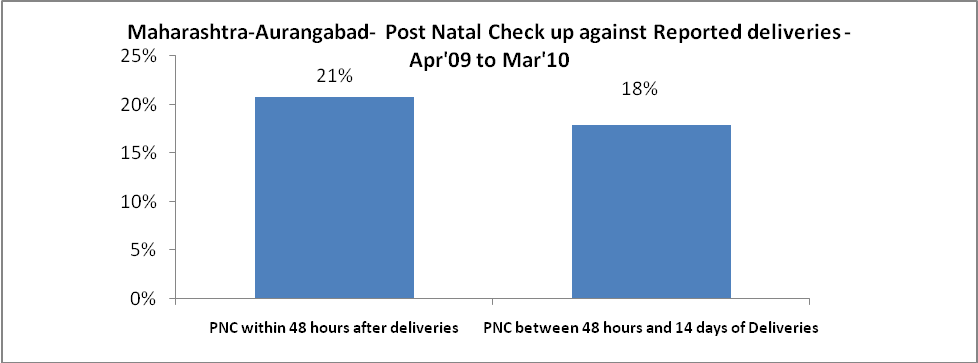 Maharashtra-Aurangabad- Post Natal Check up against Reported deliveries -
Apr'09 to Mar'10
25%
20%
15%
10%
5%
0%
21%
18%
PNC within 48 hours after deliveries
PNC between 48 hours and 14 days of Deliveries